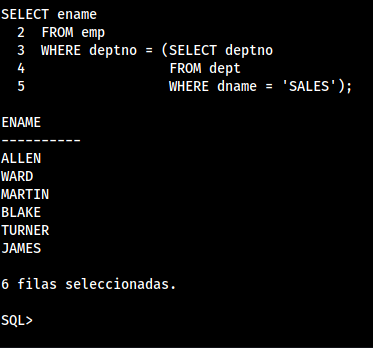 SELECT ename
2 FROM emp
3 WHERE deptno = (SELECT deptno
4 FROM dept
5 WHERE dname = 'SALES');
ENAME
----------
ALLEN
WARD
MARTIN
BLAKE
TURNER
JAMES
6 filas seleccionadas.
SQL>